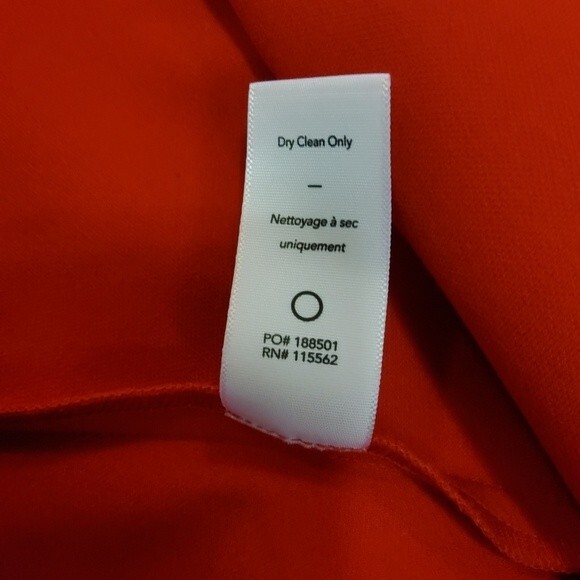 Dry Clean Only
–
Nettoyage à sec
uniquement
PO# 188501
RN# 115562